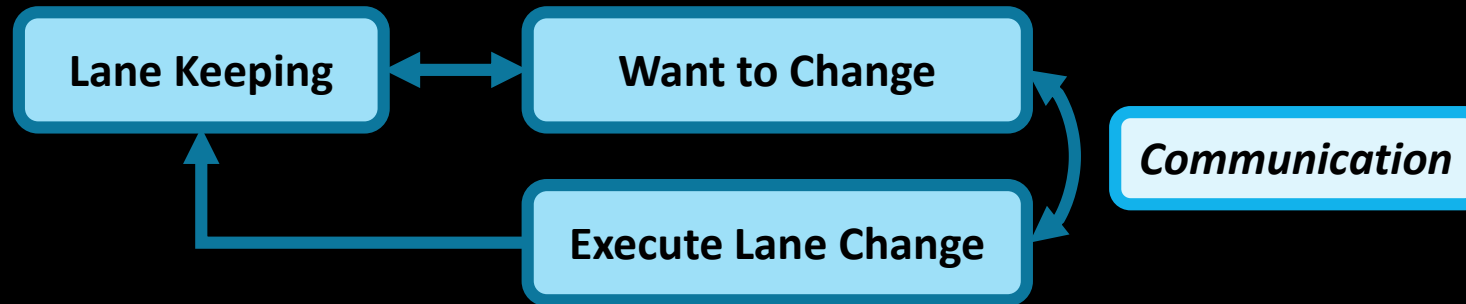 Lane Keeping
Want to Change
Communication
Execute Lane Change